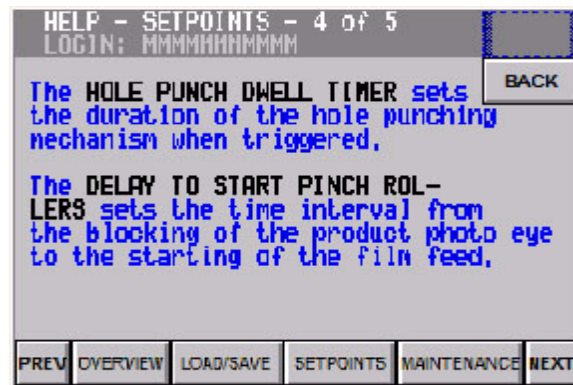 HELP - SETPOINTS - 4 of 5
LOGIN: MMMMMMMMMMM
BACK
The HOLE PUNCH DWELL TIMER sets
the duration of the hole punching
mechanism when triggered.
The DELAY TO START PINCH ROL-
LERS sets the time interval from
the blocking of the product photo eye
to the starting of the film feed.
PREV OVERVIEW LOAD/SAVE SETPOINTS MAINTENANCE NEXT